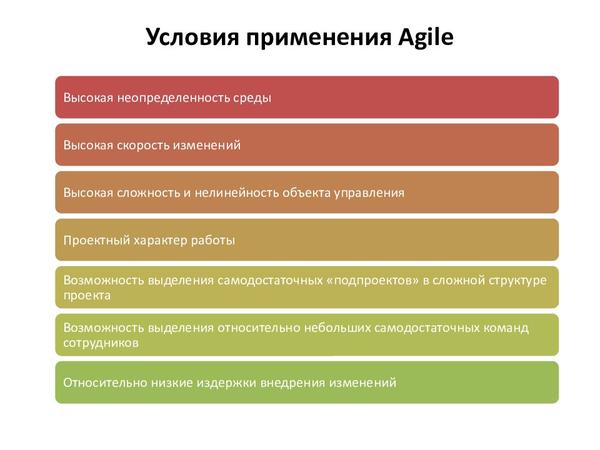 Условия применения Agile
Высокая неопределенность среды
Высокая скорость изменений
Высокая сложность и нелинейность объекта управления
Проектный характер работы
Возможность выделения самодостаточных «подпроектов» в сложной структуре
проекта
Возможность выделения относительно небольших самодостаточных команд
сотрудников
Относительно низкие издержки внедрения изменений